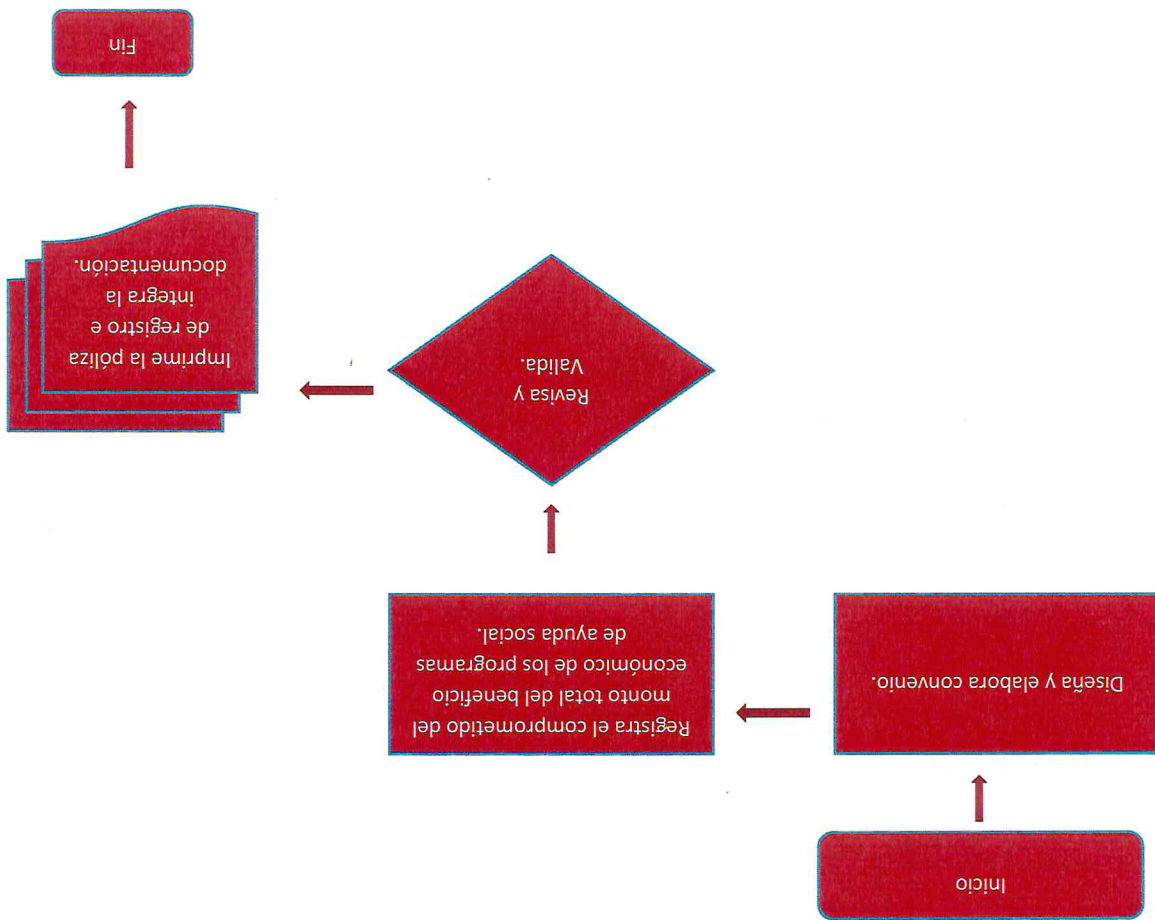 Inicio
Diseña y elabora convenio.
Registra el comprometido del
monto total del beneficio
económico de los programas
de ayuda social.
Revisa y
Valida.
Imprime la póliza
de registro e
integra la
documentación.
Fin